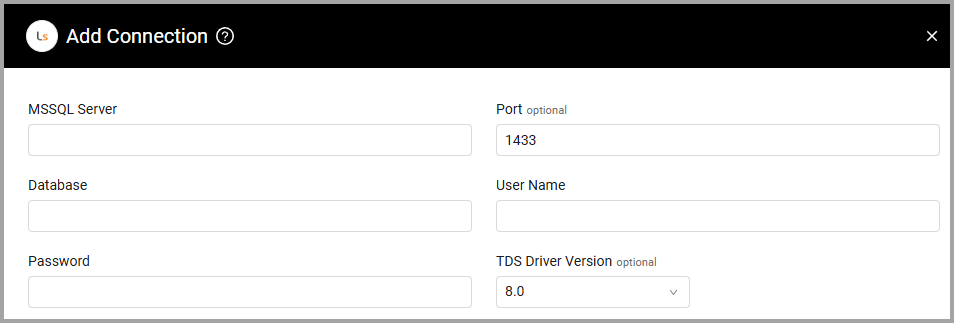 Ls Add Connection ?
MSSQL Server
Port optional
1433
Database
User Name
Password
TDS Driver Version optional
8.0